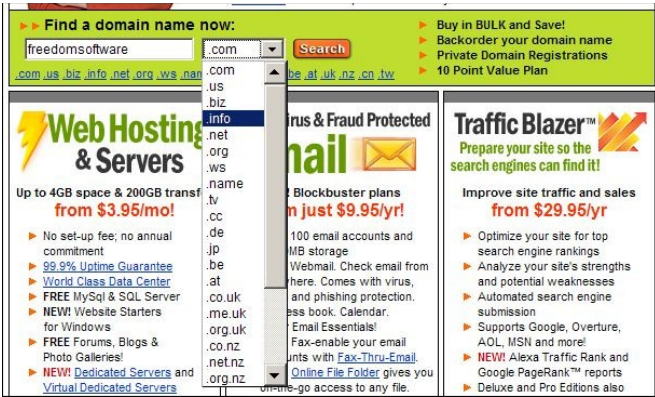 Find a domain name now:
freedomsoftware .com Search
.com .us .biz .info .net .org .ws .nam be .at .uk .nz .cn .tw
Buy in BULK and Save!
Backorder your domain name
Private Domain Registrations
10 Point Value Plan
.com
.us
.biz
.info
.net
.org
.ws
.name
.tv
.cc
.de
.jp
.be
.at
.co.uk
.me.uk
.org.uk
.co.nz
.net.nz
.org.nz
Web Hosting
& Servers
Up to 4GB space & 200GB transf
from $3.95/mo!
No set-up fee; no annual
commitment
99.9% Uptime Guarantee
World Class Data Center
FREE MySql & SQL Server
NEW! Website Starters
for Windows
FREE Forums, Blogs &
Photo Galleries!
NEW! Dedicated Servers and
Virtual Dedicated Servers
rus & Fraud Protected
ail
! Blockbuster plans
m just $9.95/yr!
100 email accounts and
MB storage
Webmail. Check email from
here. Comes with virus,
and phishing protection.
ess book. Calendar.
Email Essentials!
Fax-enable your email
unts with Fax-Thru-Email.
Online File Folder gives you
on-the-go access to any file.
Traffic Blazer™
Prepare your site so the
search engines can find it!
Improve site traffic and sales
from $29.95/yr
Optimize your site for top
search engine rankings
Analyze your site's strengths
and potential weaknesses
Automated search engine
submission
Supports Google, Overture,
AOL, MSN and more!
NEW! Alexa Traffic Rank and
Google PageRank™ reports
Deluxe and Pro Editions also